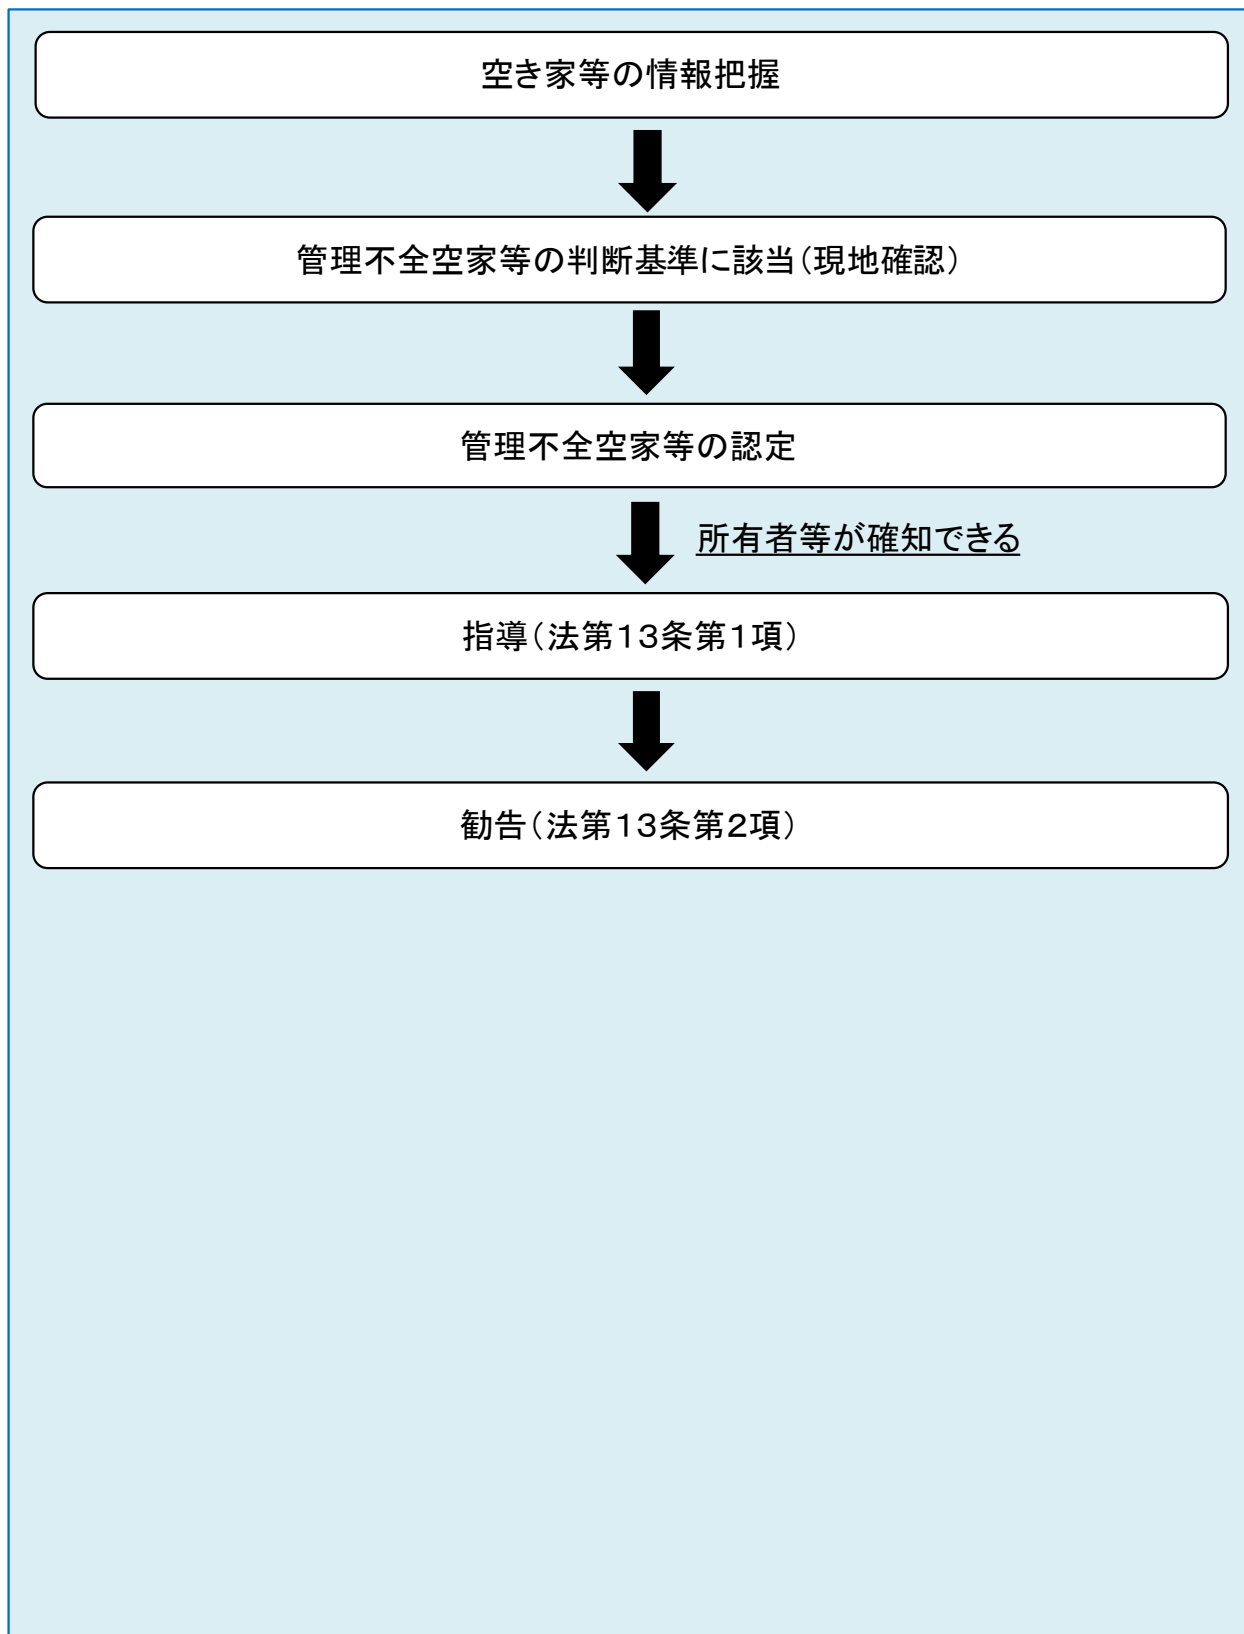 空き家等の情報把握
管理不全空家等の判断基準に該当（現地確認）
管理不全空家等の認定
所有者等が確知できる
指導（法第１３条第１項）
勧告（法第１３条第２項）